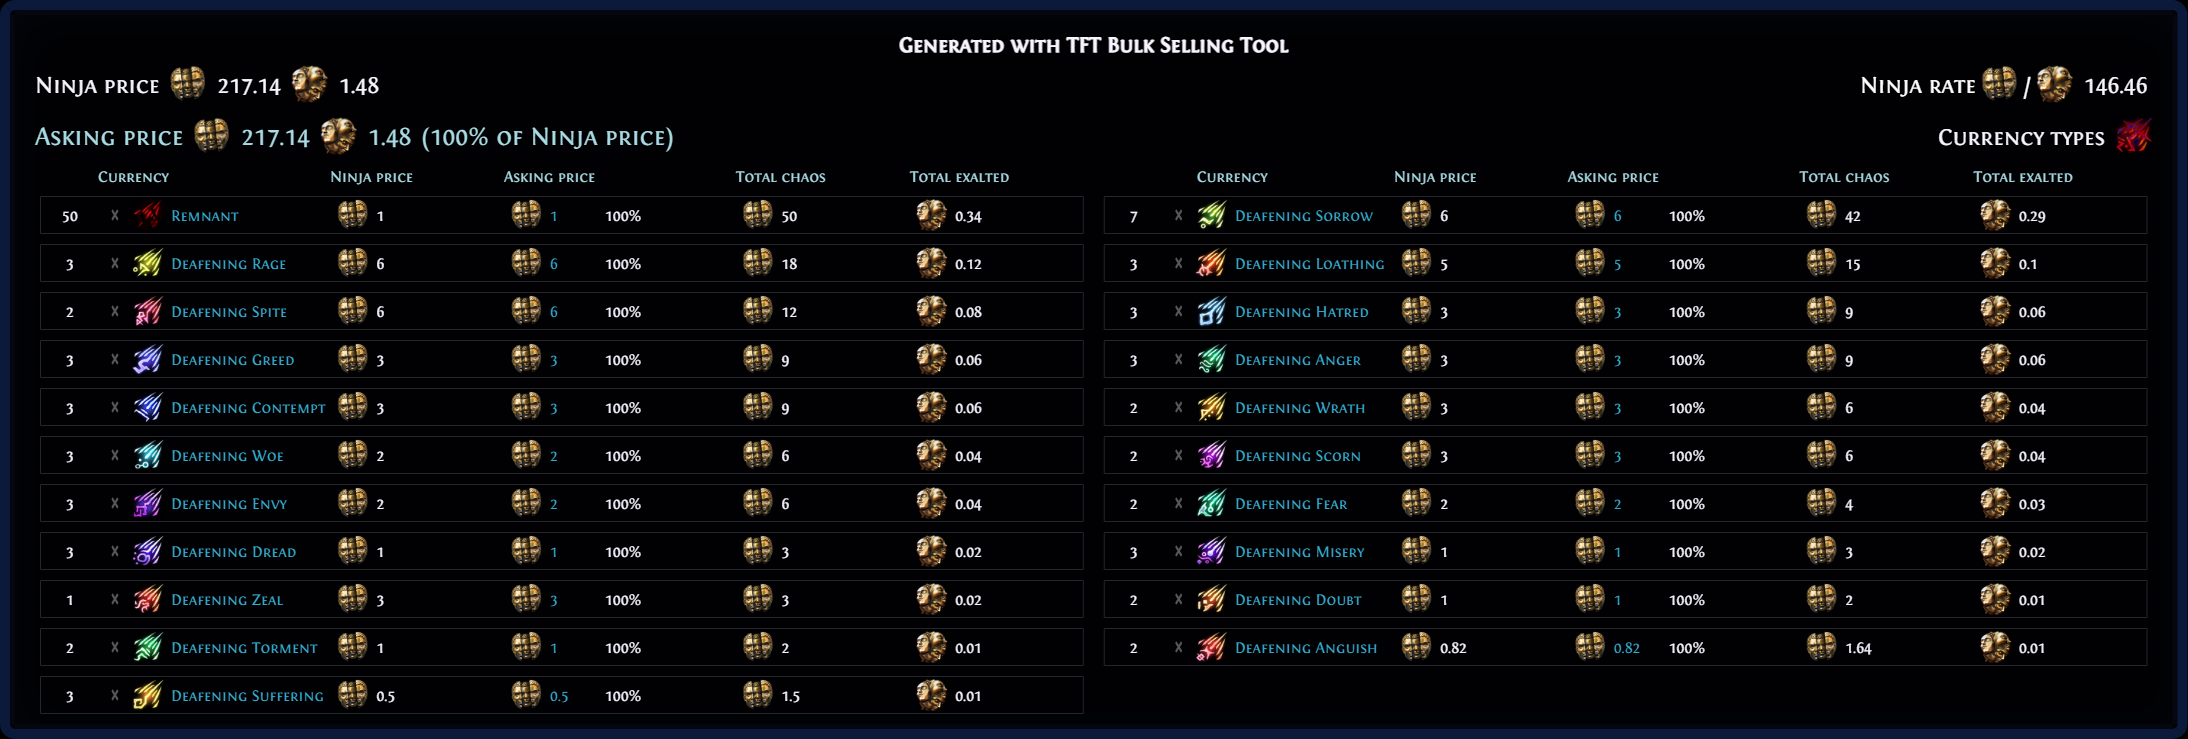 Generated with TFT Bulk Selling Tool
Ninja price 217.14 1.48
Ninja rate / 146.46
Asking price 217.14 1.48 (100% of Ninja price)
Currency types
Currency Ninja price Asking price Total chaos Total exalted
50 x Remnant 1 1 100% 50 0.34
3 x Deafening Rage 6 6 100% 18 0.12
2 x Deafening Spite 6 6 100% 12 0.08
3 x Deafening Greed 3 3 100% 9 0.06
3 x Deafening Contempt 3 3 100% 9 0.06
3 x Deafening Woe 2 2 100% 6 0.04
3 x Deafening Envy 2 2 100% 6 0.04
3 x Deafening Dread 1 1 100% 3 0.02
1 x Deafening Zeal 3 3 100% 3 0.02
2 x Deafening Torment 1 1 100% 2 0.01
3 x Deafening Suffering 0.5 0.5 100% 1.5 0.01
Currency Ninja price Asking price Total chaos Total exalted
7 x Deafening Sorrow 6 6 100% 42 0.29
3 x Deafening Loathing 5 5 100% 15 0.1
3 x Deafening Hatred 3 3 100% 9 0.06
3 x Deafening Anger 3 3 100% 9 0.06
2 x Deafening Wrath 3 3 100% 6 0.04
2 x Deafening Scorn 3 3 100% 6 0.04
2 x Deafening Fear 2 2 100% 4 0.03
3 x Deafening Misery 1 1 100% 3 0.02
2 x Deafening Doubt 1 1 100% 2 0.01
2 x Deafening Anguish 0.82 0.82 100% 1.64 0.01